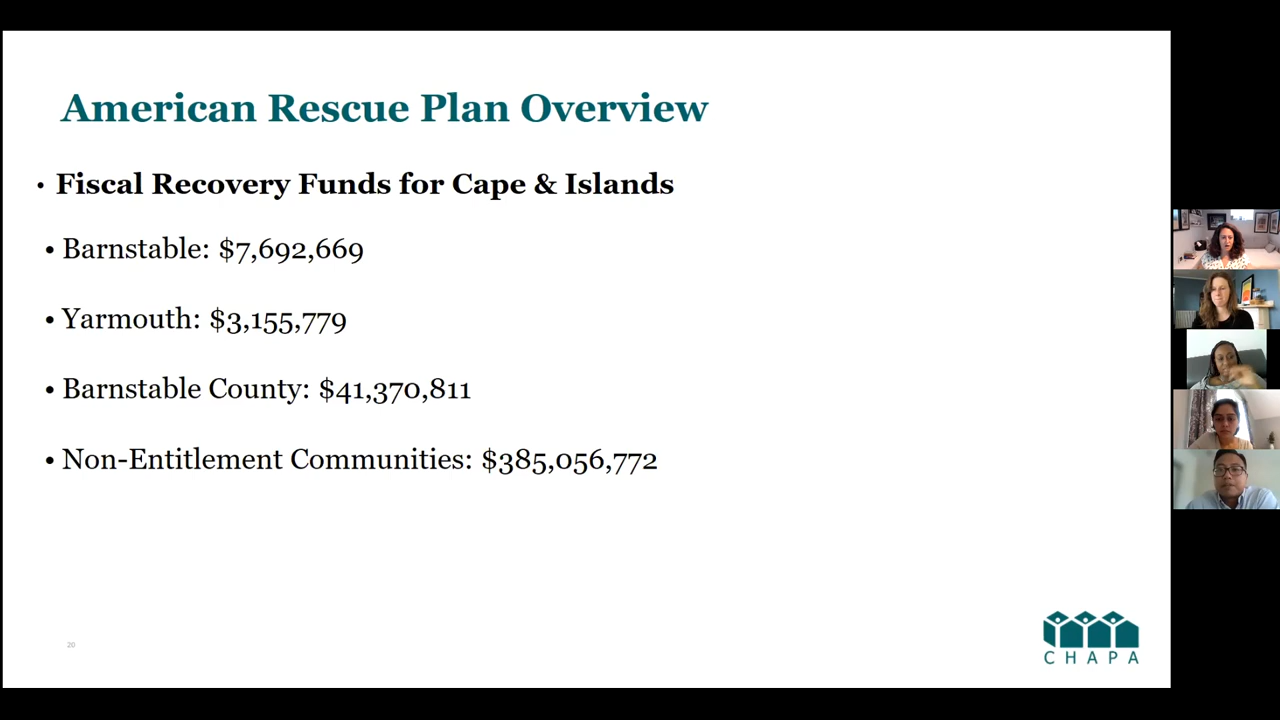 American Rescue Plan Overview
• Fiscal Recovery Funds for Cape & Islands
• Barnstable: $7,692,669
• Yarmouth: $3,155,779
• Barnstable County: $41,370,811
• Non-Entitlement Communities: $385,056,772
20
CHAPA